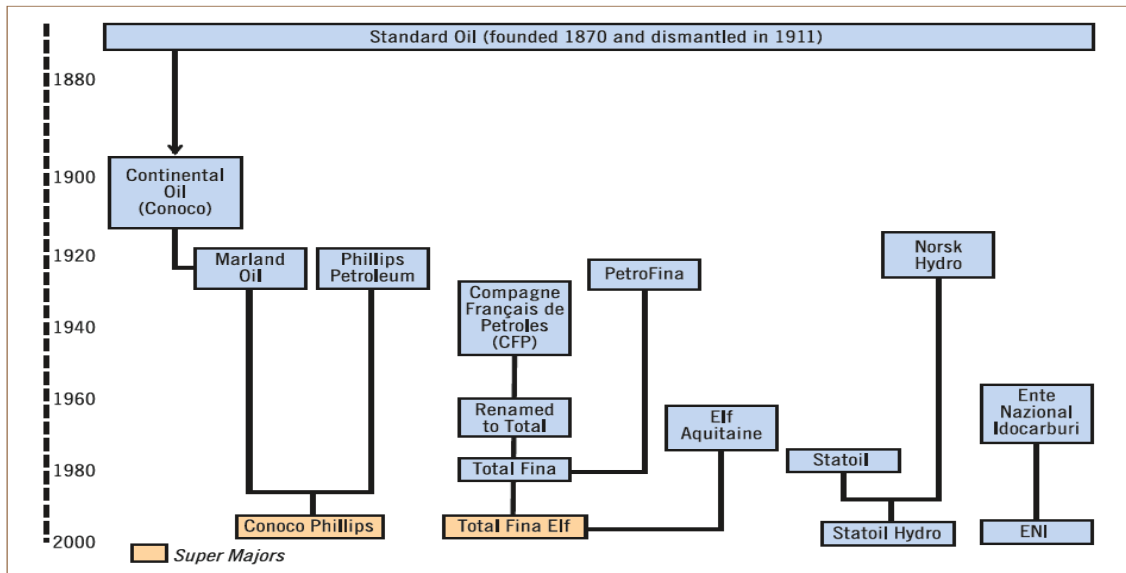 Standard Oil (founded 1870 and dismantled in 1911)
1880
1900
1920
1940
1960
1980
2000
Continental
Oil
(Conoco)
Marland
Oil
Phillips
Petroleum
Conoco Phillips
Compagne
Français de
Petroles
(CFP)
Renamed
to Total
Total Fina
Total Fina Elf
PetroFina
Elf
Aquitaine
Statoil
Norsk
Hydro
Statoil Hydro
Ente
Nazional
Idocarburi
ENI
Super Majors